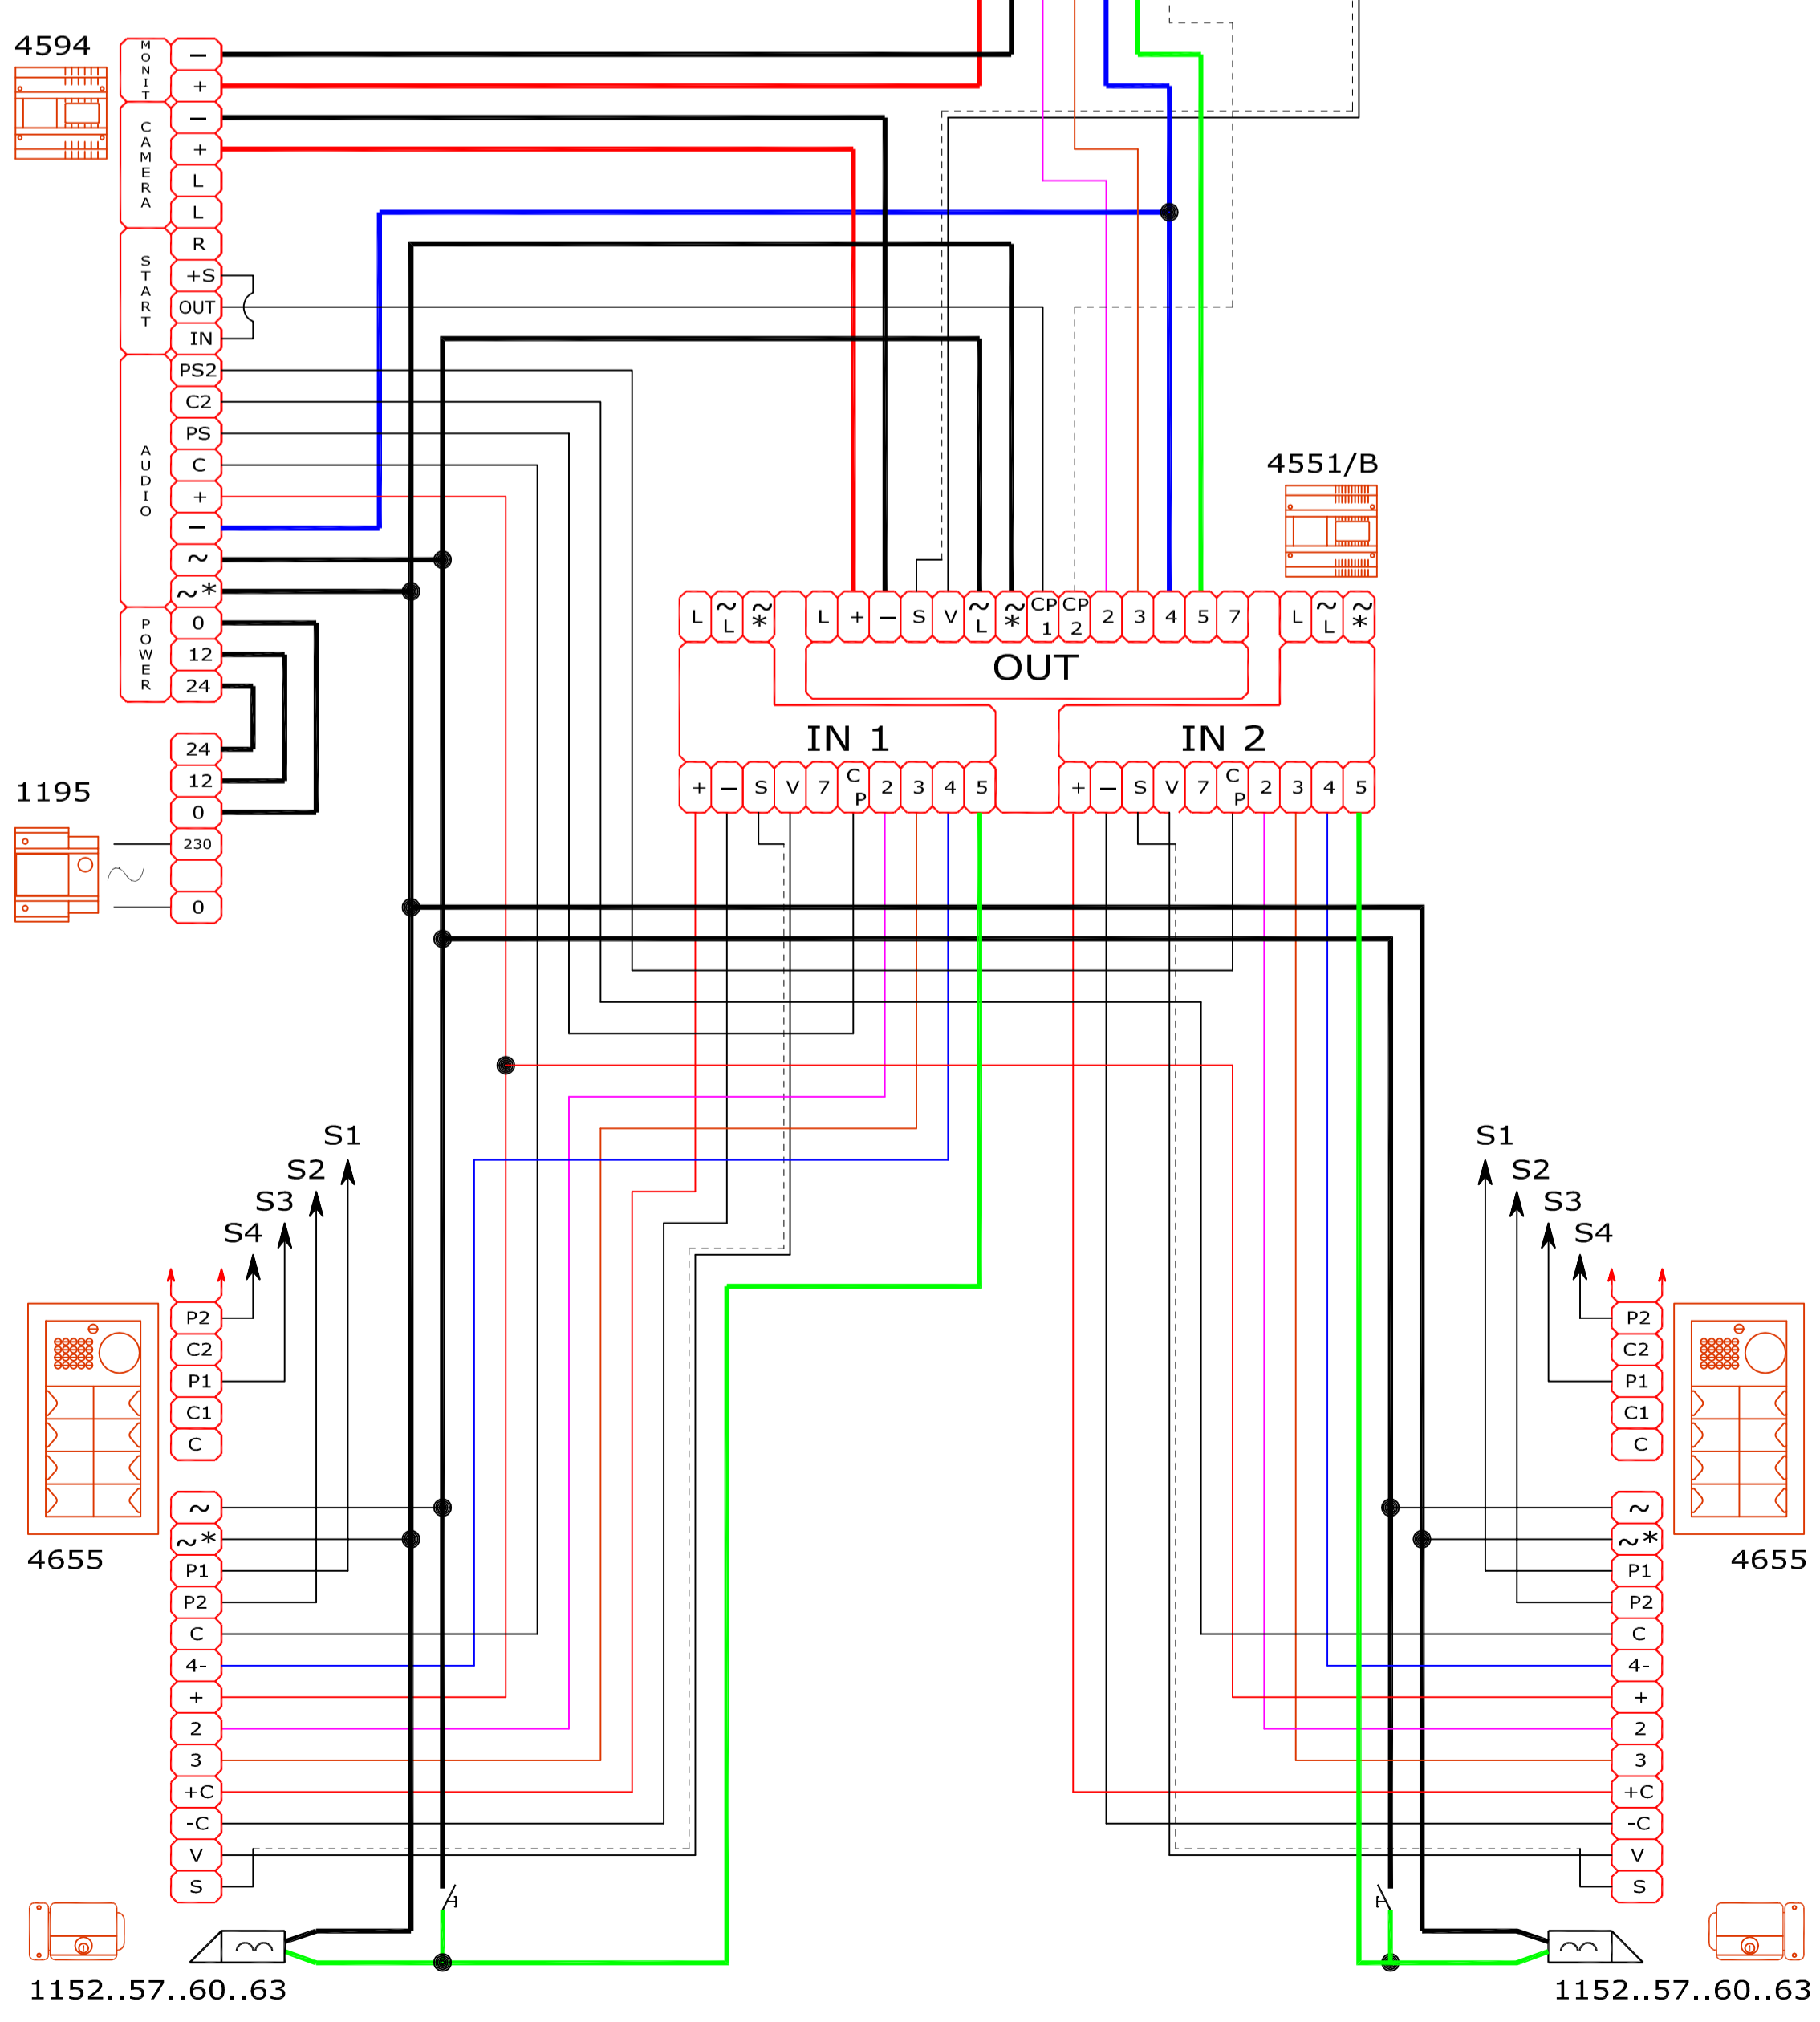 4594
MONIT
−
+
CAMERA
−
+
L
L
START
R
+S
OUT
IN
AUDIO
PS2
C2
PS
C
+
−
~
~*
POWER
0
12
24
1195
24
12
0
230
0
4551/B
L ~L ~* L + − S V ~L ~* CP1 CP2 2 3 4 5 7 L ~L ~*
OUT
IN 1 IN 2
+ − S V 7 CP 2 3 4 5 + − S V 7 CP 2 3 4 5
S1
S2
S3
S4
P2
C2
P1
C1
C
4655
~
~*
P1
P2
C
4-
+
2
3
+C
-C
V
S
1152..57..60..63
S1
S2
S3
S4
P2
C2
P1
C1
C
4655
~
~*
P1
P2
C
4-
+
2
3
+C
-C
V
S
1152..57..60..63